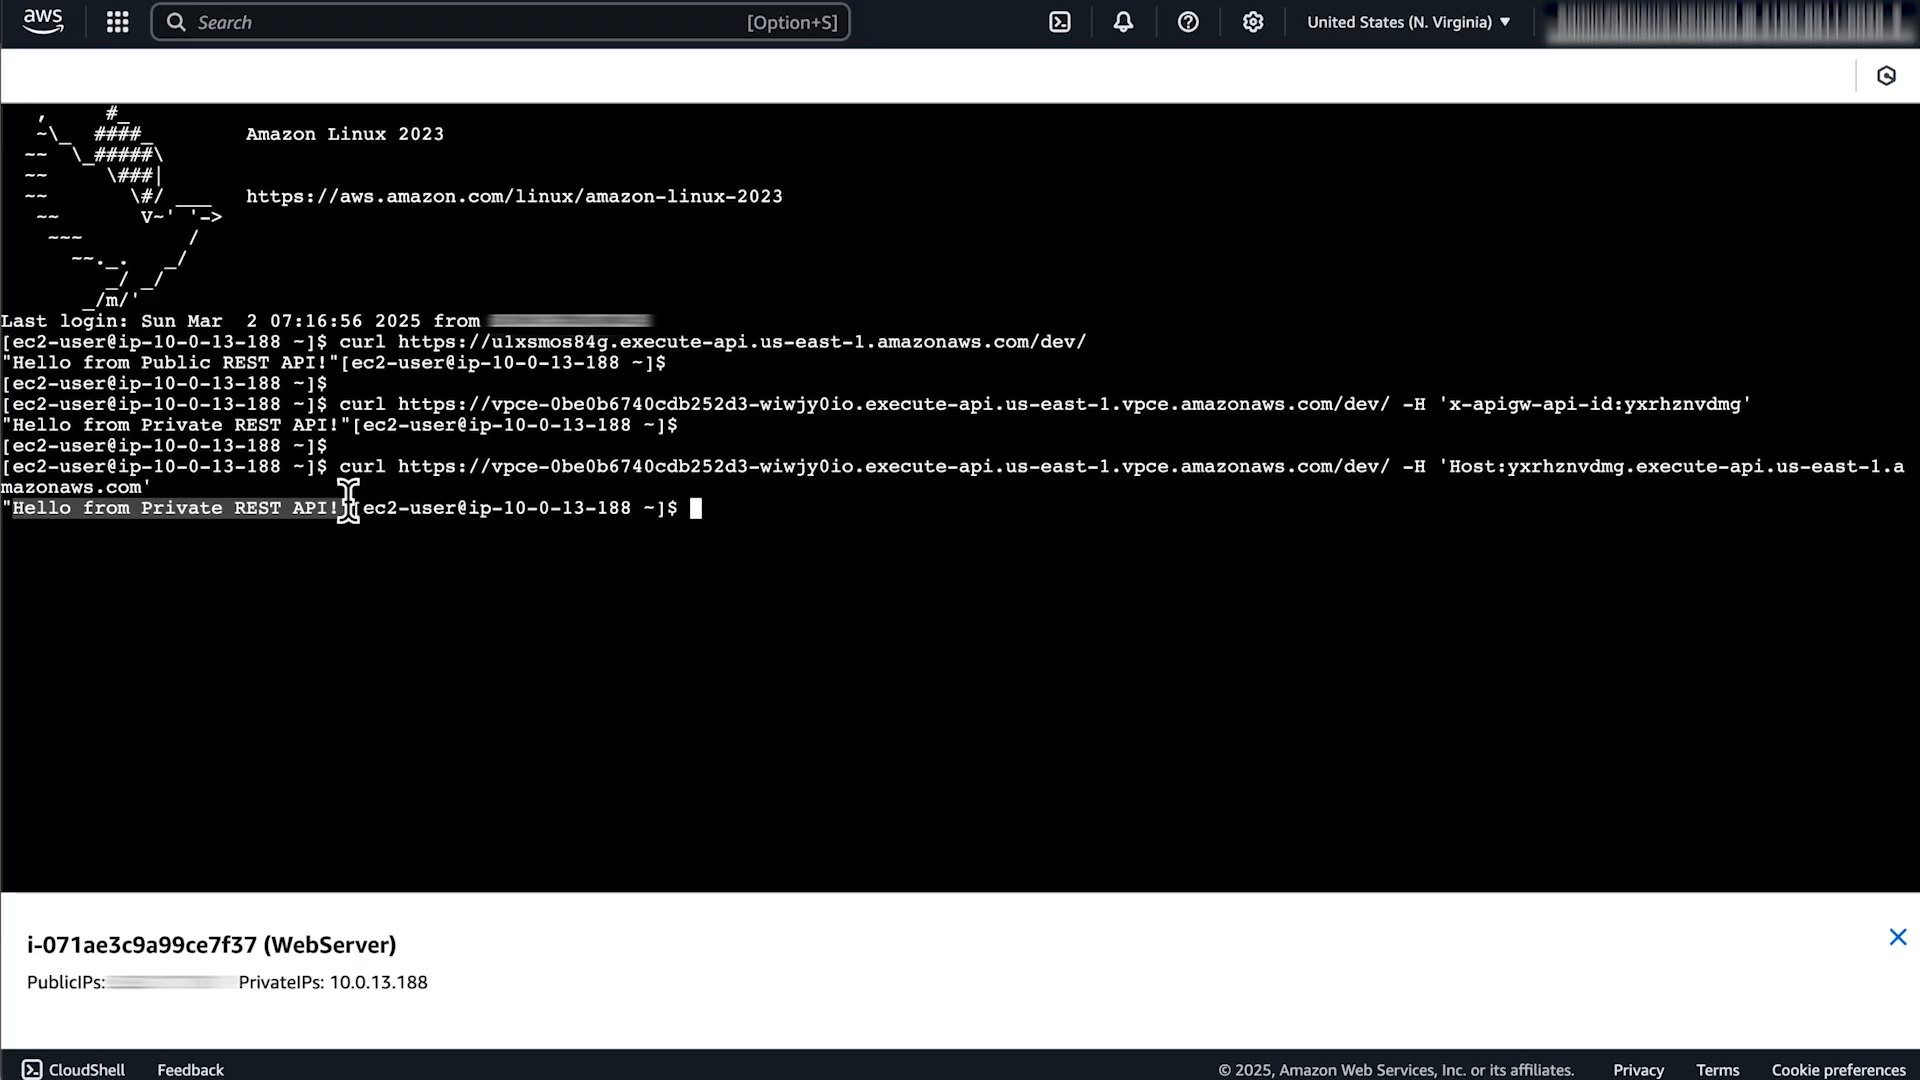 aws Search [Option+S] United States (N. Virginia) ▼
, #_
~\_ ####_ Amazon Linux 2023
~~ \_#####\
~~ \###|
~~ \#/ ___ https://aws.amazon.com/linux/amazon-linux-2023
~~ V~' '->
~~~ /
~~._. _/
_/ _/
_/m/'
Last login: Sun Mar  2 07:16:56 2025 from
[ec2-user@ip-10-0-13-188 ~]$ curl https://u1xsmos84g.execute-api.us-east-1.amazonaws.com/dev/
"Hello from Public REST API!"[ec2-user@ip-10-0-13-188 ~]$
[ec2-user@ip-10-0-13-188 ~]$
[ec2-user@ip-10-0-13-188 ~]$ curl https://vpce-0be0b6740cdb252d3-wiwjy0io.execute-api.us-east-1.vpce.amazonaws.com/dev/ -H 'x-apigw-api-id:yxrhznvdmg'
"Hello from Private REST API!"[ec2-user@ip-10-0-13-188 ~]$
[ec2-user@ip-10-0-13-188 ~]$
[ec2-user@ip-10-0-13-188 ~]$ curl https://vpce-0be0b6740cdb252d3-wiwjy0io.execute-api.us-east-1.vpce.amazonaws.com/dev/ -H 'Host:yxrhznvdmg.execute-api.us-east-1.a
mazonaws.com'
"Hello from Private REST API!"[ec2-user@ip-10-0-13-188 ~]$
i-071ae3c9a99ce7f37 (WebServer)
PublicIPs: PrivateIPs: 10.0.13.188
CloudShell Feedback © 2025, Amazon Web Services, Inc. or its affiliates. Privacy Terms Cookie preferences